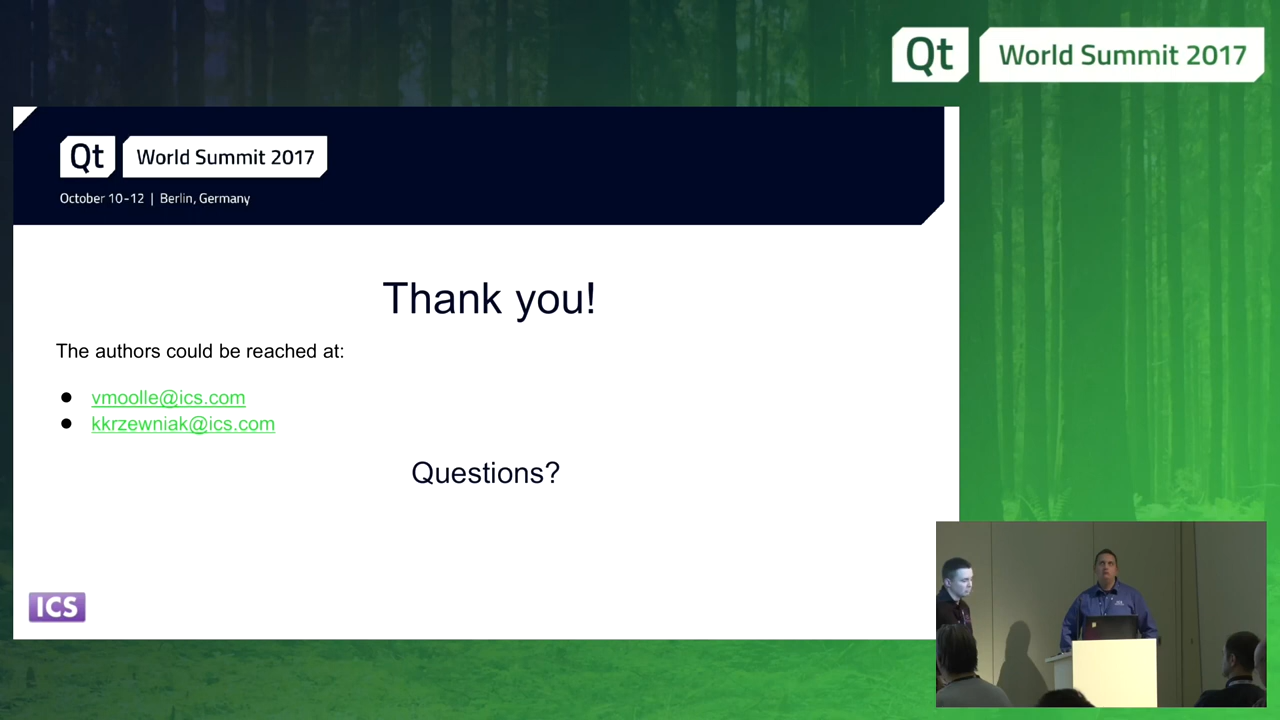 Qt World Summit 2017
Qt World Summit 2017
October 10-12 | Berlin, Germany
Thank you!
The authors could be reached at:
● vmoolle@ics.com
● kkrzewniak@ics.com
Questions?
ICS